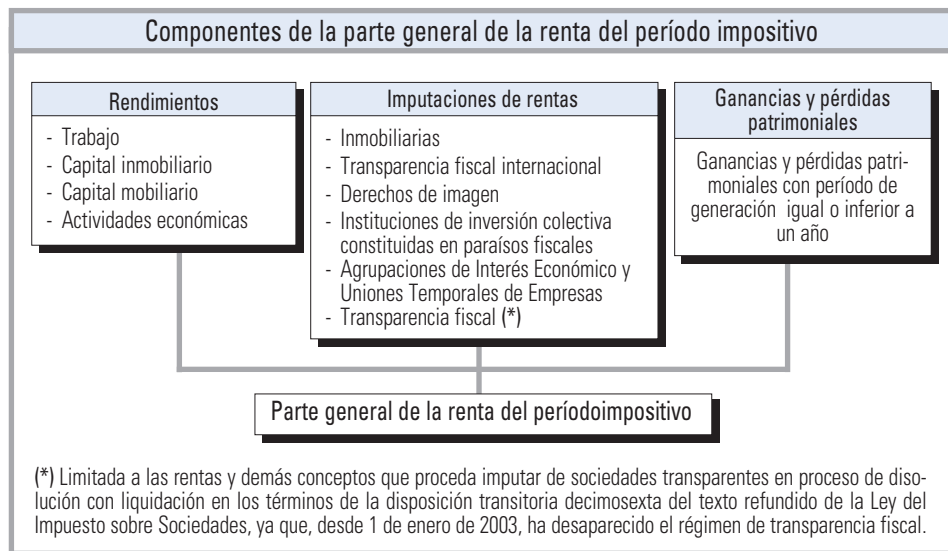 Componentes de la parte general de la renta del período impositivo
Rendimientos
- Trabajo
- Capital inmobiliario
- Capital mobiliario
- Actividades económicas
Imputaciones de rentas
- Inmobiliarias
- Transparencia fiscal internacional
- Derechos de imagen
- Instituciones de inversión colectiva
constituidas en paraísos fiscales
- Agrupaciones de Interés Económico y
Uniones Temporales de Empresas
- Transparencia fiscal (*)
Ganancias y pérdidas
patrimoniales
Ganancias y pérdidas patri-
moniales con período de
generación igual o inferior a
un año
Parte general de la renta del períodoimpositivo
(*) Limitada a las rentas y demás conceptos que proceda imputar de sociedades transparentes en proceso de diso-
lución con liquidación en los términos de la disposición transitoria decimosexta del texto refundido de la Ley del
Impuesto sobre Sociedades, ya que, desde 1 de enero de 2003, ha desaparecido el régimen de transparencia fiscal.